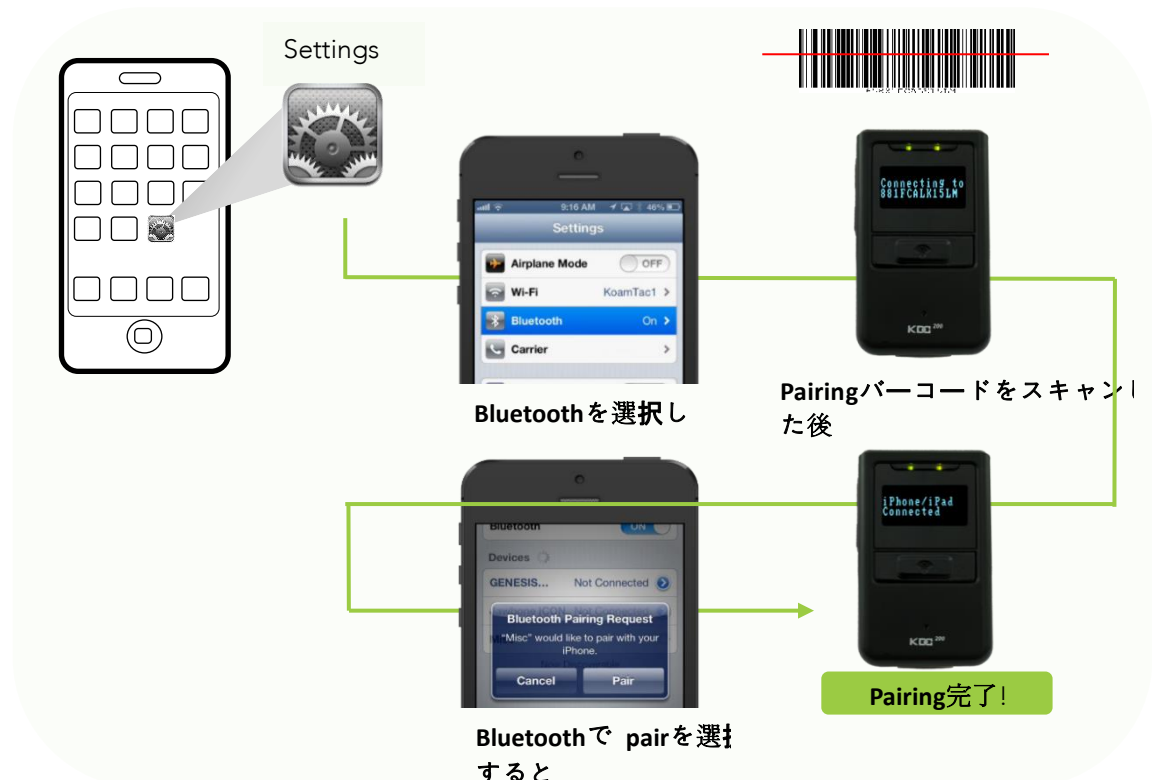 Settings
9:16 AM
46%
Settings
Airplane Mode
OFF
Wi-Fi
KoamTac1
Bluetooth
On
Carrier
Bluetoothを選択し
Connecting to
881FCALK15LM
KDC 200
Pairingバーコードをスキャンし
た後
Bluetooth
ON
Devices
GENESIS...
Not Connected
Bluetooth Pairing Request
"Misc" would like to pair with your
iPhone.
Cancel
Pair
Bluetoothで pairを選択
すると
iPhone/iPad
Connected
KDC 200
Pairing完了!